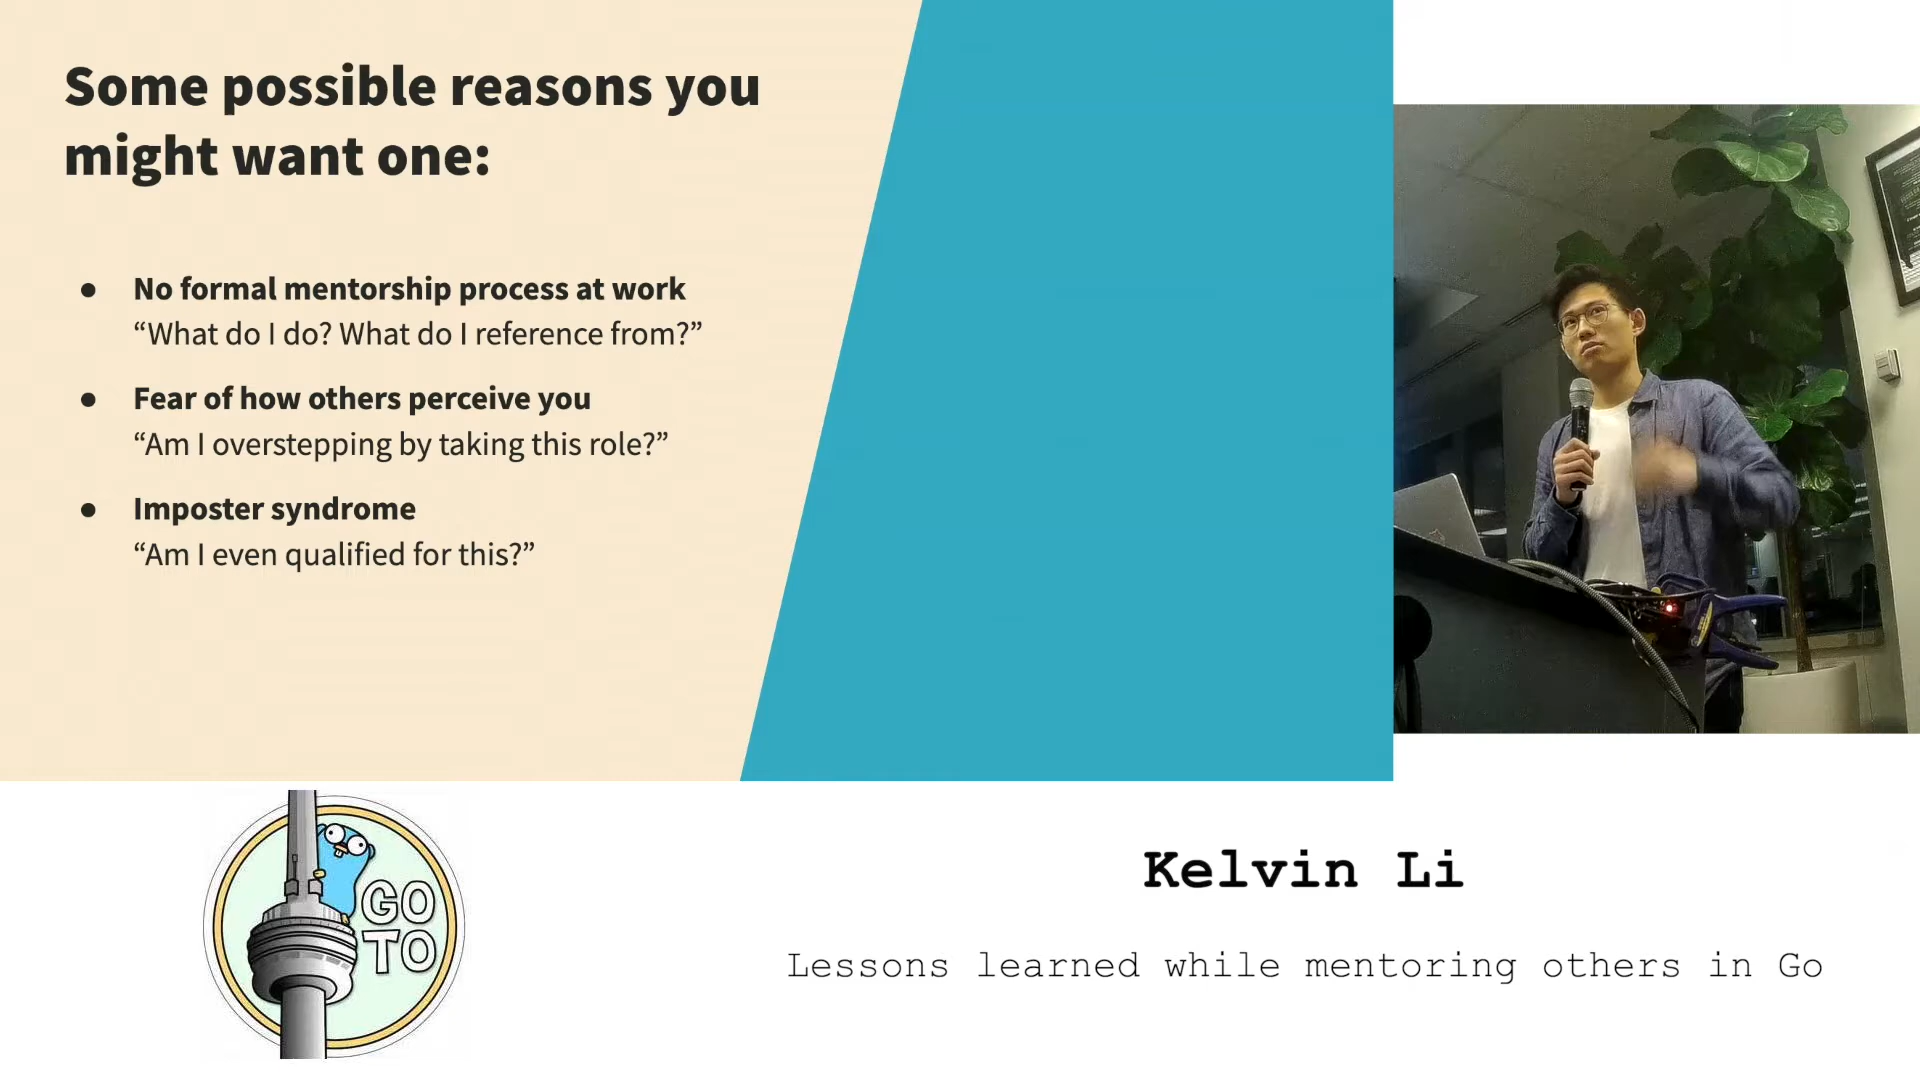 Some possible reasons you
might want one:
● No formal mentorship process at work
“What do I do? What do I reference from?”
● Fear of how others perceive you
“Am I overstepping by taking this role?”
● Imposter syndrome
“Am I even qualified for this?”
GO
TO
Kelvin Li
Lessons learned while mentoring others in Go